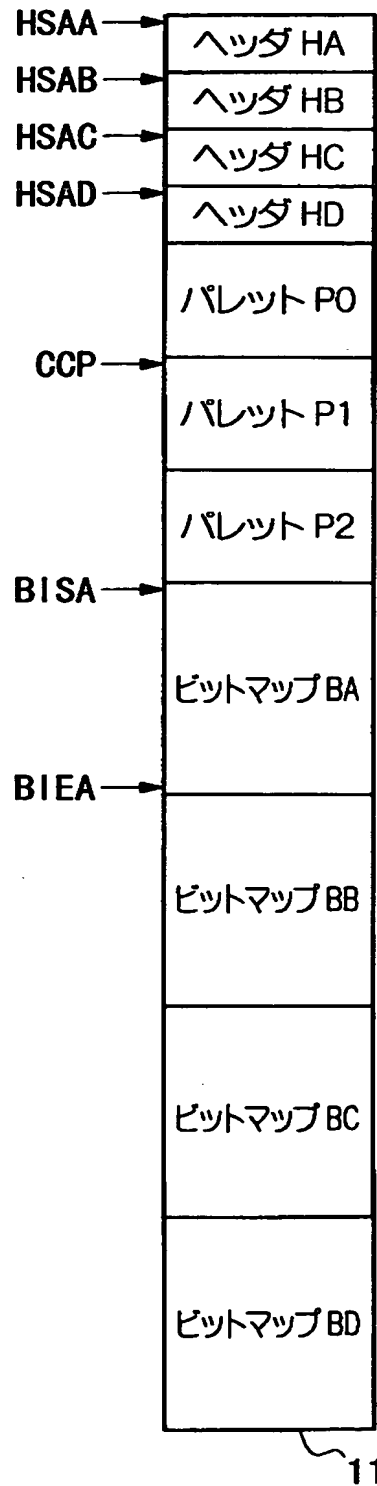 HSAA
ヘッダ HA
HSAB
ヘッダ HB
HSAC
ヘッダ HC
HSAD
ヘッダ HD
パレット P0
CCP
パレット P1
パレット P2
BISA
ビットマップ BA
BIEA
ビットマップ BB
ビットマップ BC
ビットマップ BD
11